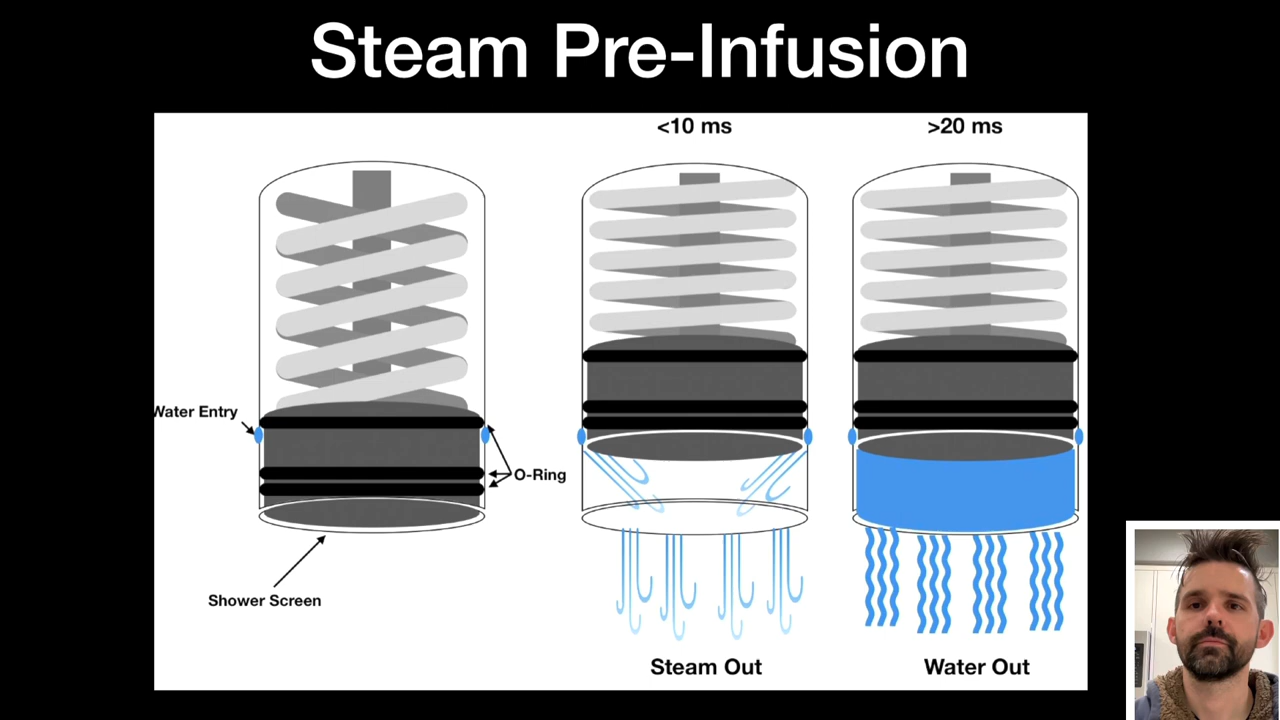 Steam Pre-Infusion
<10 ms
>20 ms
Water Entry
O-Ring
Shower Screen
Steam Out
Water Out